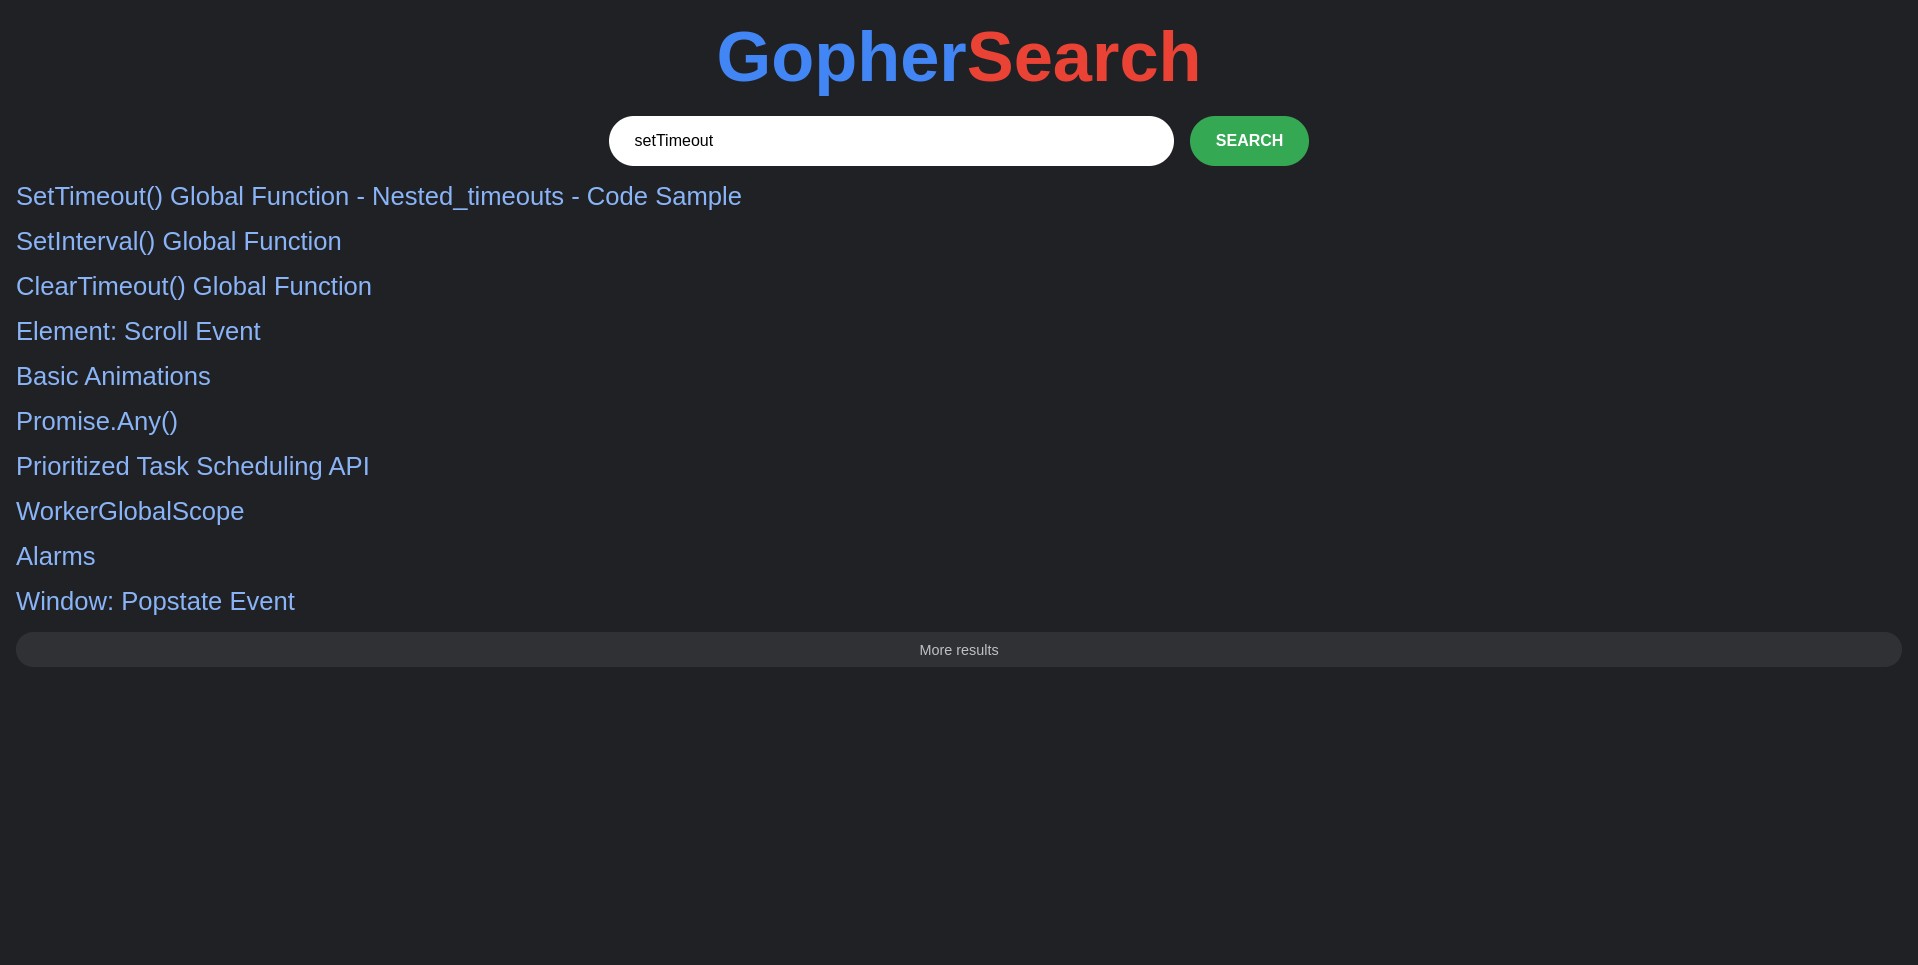 GopherSearch
setTimeout SEARCH
SetTimeout() Global Function - Nested_timeouts - Code Sample
SetInterval() Global Function
ClearTimeout() Global Function
Element: Scroll Event
Basic Animations
Promise.Any()
Prioritized Task Scheduling API
WorkerGlobalScope
Alarms
Window: Popstate Event
More results